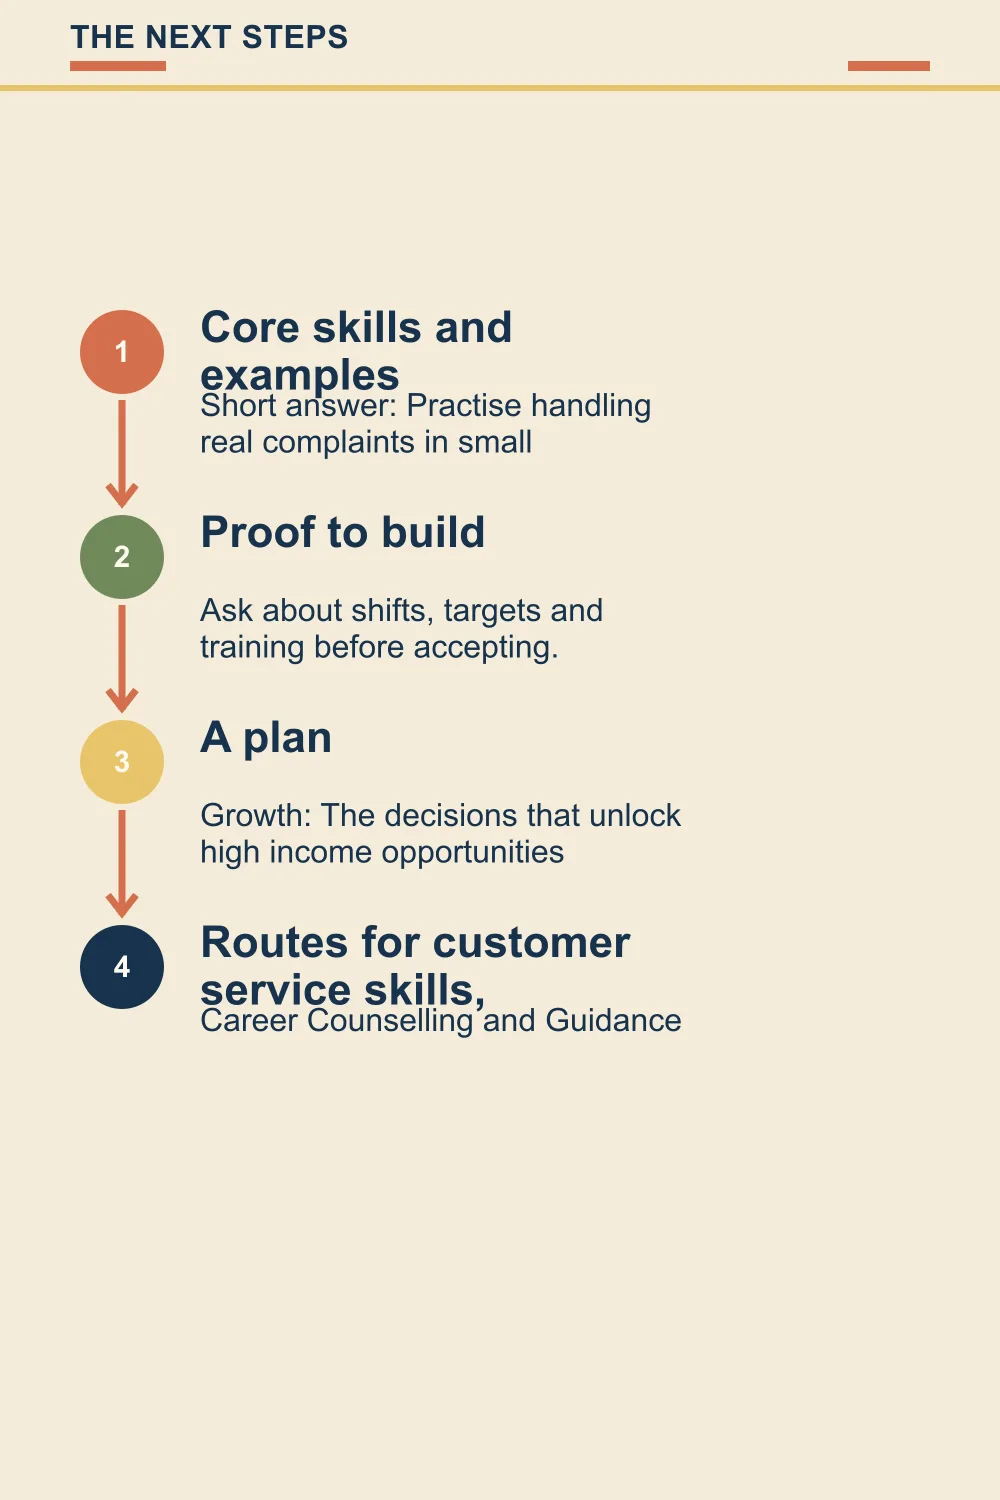 THE NEXT STEPS
1
Core skills and
examples
Short answer: Practise handling
real complaints in small
2
Proof to build
Ask about shifts, targets and
training before accepting.
3
A plan
Growth: The decisions that unlock
high income opportunities
4
Routes for customer
service skills,
Career Counselling and Guidance